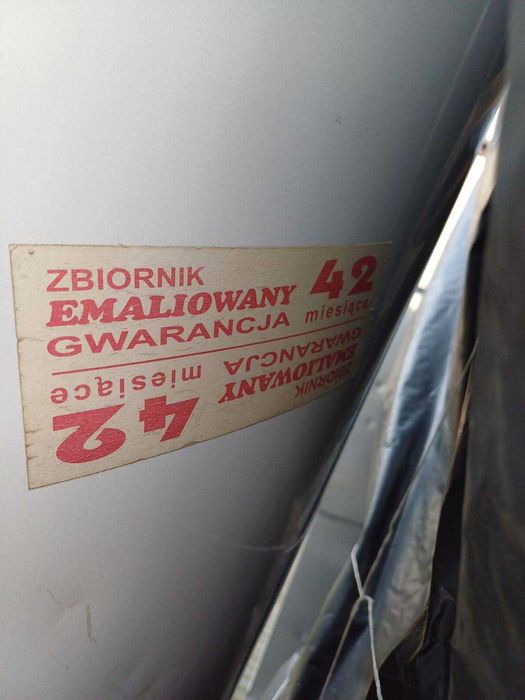 ZBIORNIK
EMALIOWANY 42
GWARANCJA miesiące
ZBIORNIK
EMALIOWANY 42
GWARANCJA miesiące